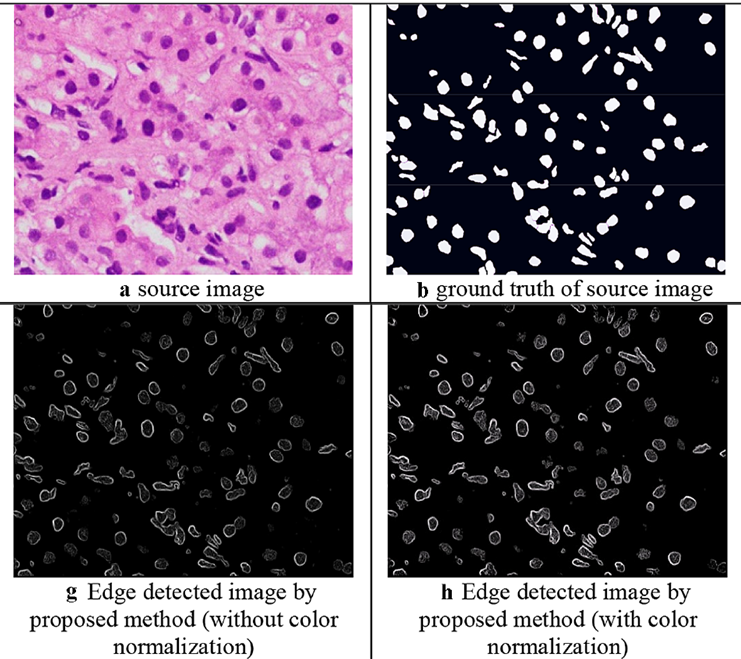 a source image
b ground truth of source image
g Edge detected image by
proposed method (without color
normalization)
h Edge detected image by
proposed method (with color
normalization)